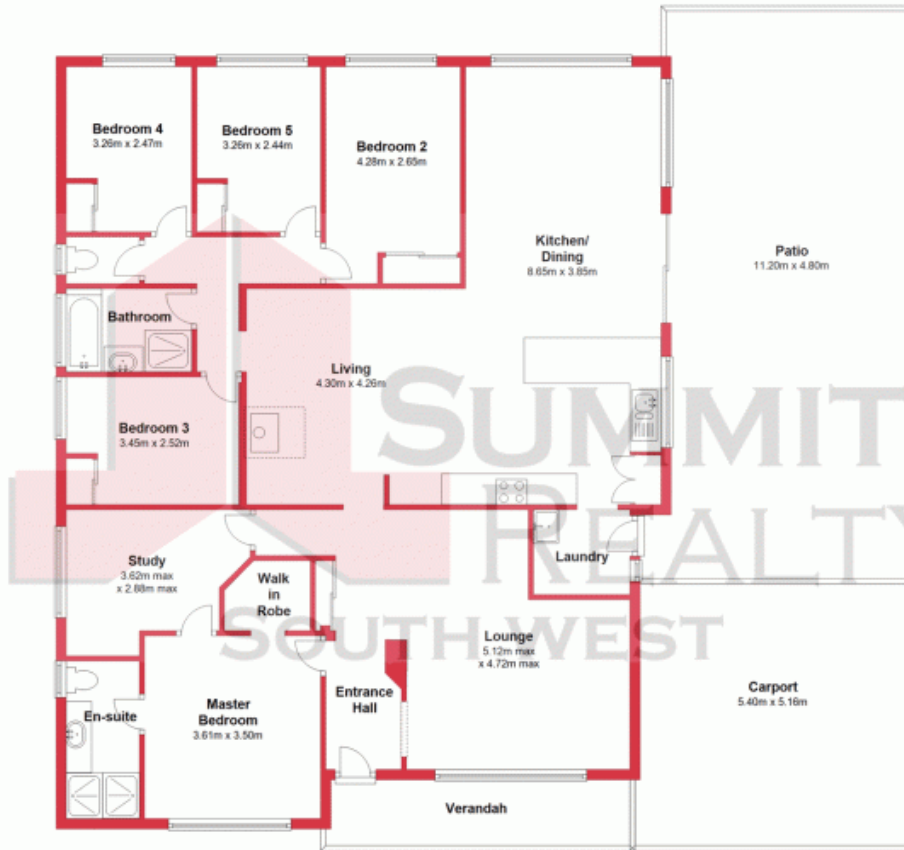 Bedroom 4
3.26m x 2.47m
Bedroom 5
3.26m x 2.44m
Bedroom 2
4.28m x 2.65m
Kitchen/
Dining
8.65m x 3.85m
Patio
11.20m x 4.80m
Bathroom
Living
4.30m x 4.26m
Bedroom 3
3.45m x 2.52m
SUMMIT
REALTY
SOUTH WEST
Study
3.62m max
x 2.88m max
Walk
in
Robe
Laundry
Lounge
5.12m max
x 4.72m max
Entrance
Hall
Carport
5.40m x 5.16m
En-suite
Master
Bedroom
3.61m x 3.50m
Verandah